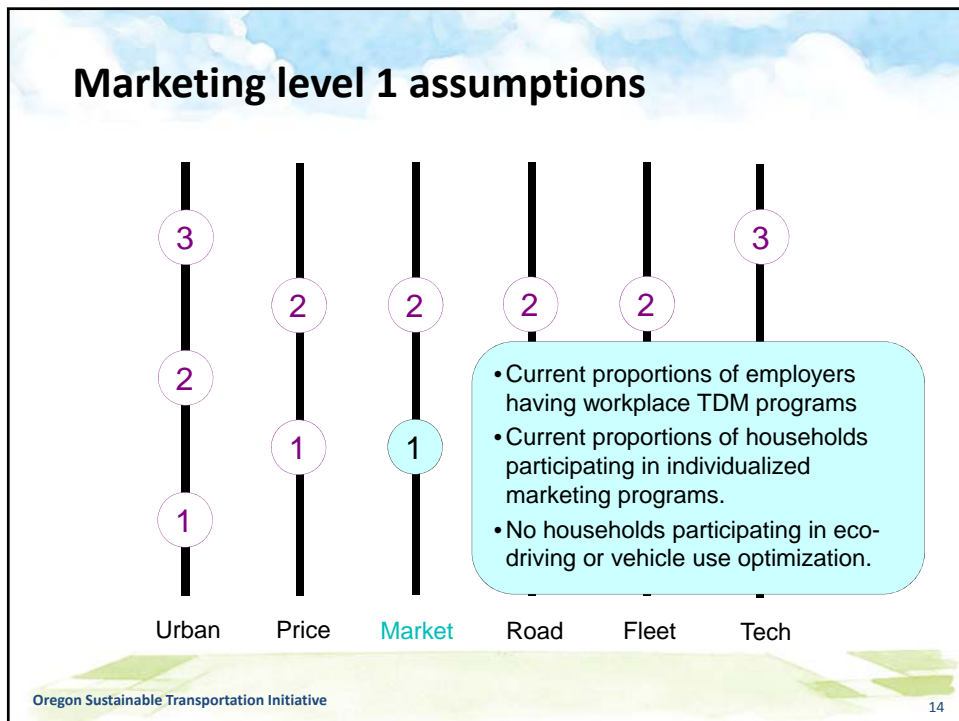 Marketing level 1 assumptions
3 3
2 2 2 2
2
1 1
1
• Current proportions of employers
having workplace TDM programs
• Current proportions of households
participating in individualized
marketing programs.
• No households participating in eco-
driving or vehicle use optimization.
Urban Price Market Road Fleet Tech
Oregon Sustainable Transportation Initiative
14